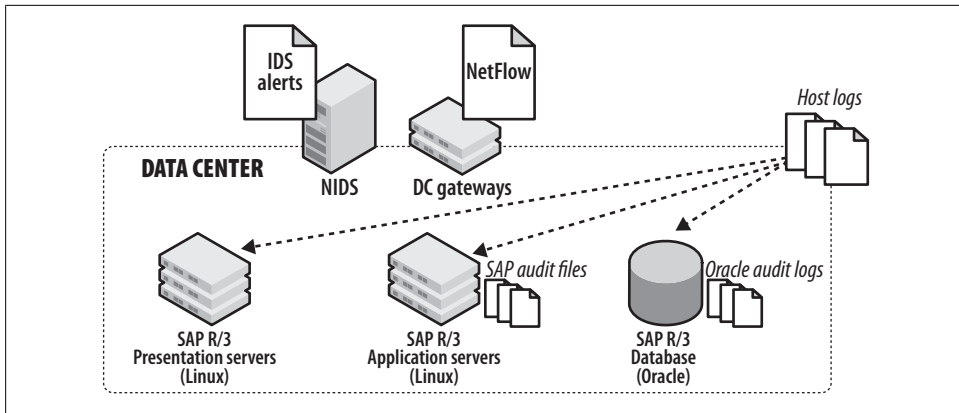 IDS
alerts
NetFlow
Host logs
DATA CENTER
NIDS
DC gateways
SAP audit files
Oracle audit logs
SAP R/3
Presentation servers
(Linux)
SAP R/3
Application servers
(Linux)
SAP R/3
Database
(Oracle)